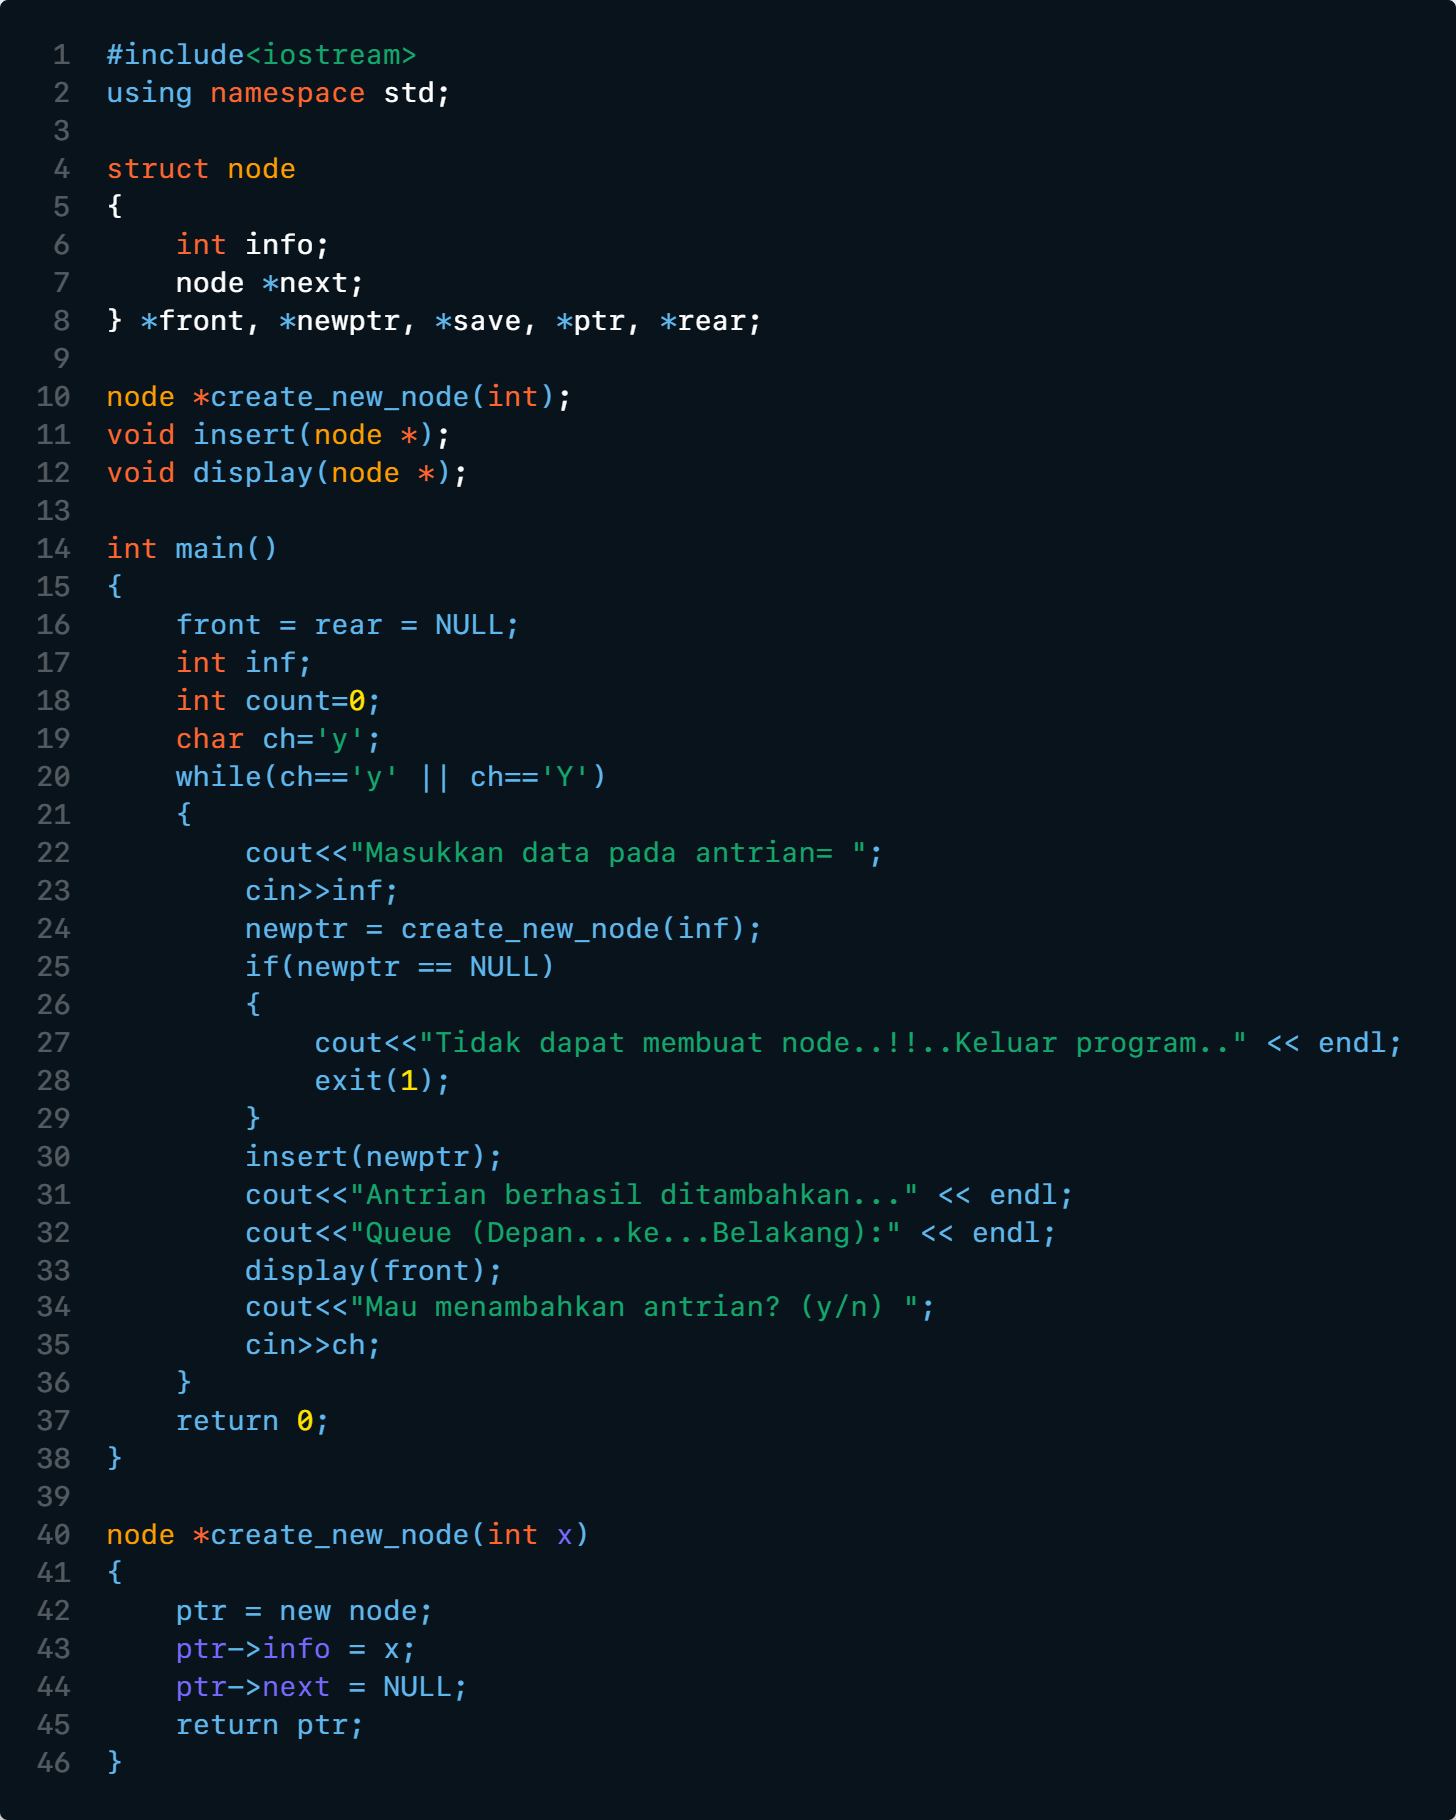 1 #include<iostream>
2 using namespace std;
3
4 struct node
5 {
6     int info;
7     node *next;
8 } *front, *newptr, *save, *ptr, *rear;
9
10 node *create_new_node(int);
11 void insert(node *);
12 void display(node *);
13
14 int main()
15 {
16     front = rear = NULL;
17     int inf;
18     int count=0;
19     char ch='y';
20     while(ch=='y' || ch=='Y')
21     {
22         cout<<"Masukkan data pada antrian= ";
23         cin>>inf;
24         newptr = create_new_node(inf);
25         if(newptr == NULL)
26         {
27             cout<<"Tidak dapat membuat node..!!..Keluar program.." << endl;
28             exit(1);
29         }
30         insert(newptr);
31         cout<<"Antrian berhasil ditambahkan..." << endl;
32         cout<<"Queue (Depan...ke...Belakang):" << endl;
33         display(front);
34         cout<<"Mau menambahkan antrian? (y/n) ";
35         cin>>ch;
36     }
37     return 0;
38 }
39
40 node *create_new_node(int x)
41 {
42     ptr = new node;
43     ptr->info = x;
44     ptr->next = NULL;
45     return ptr;
46 }